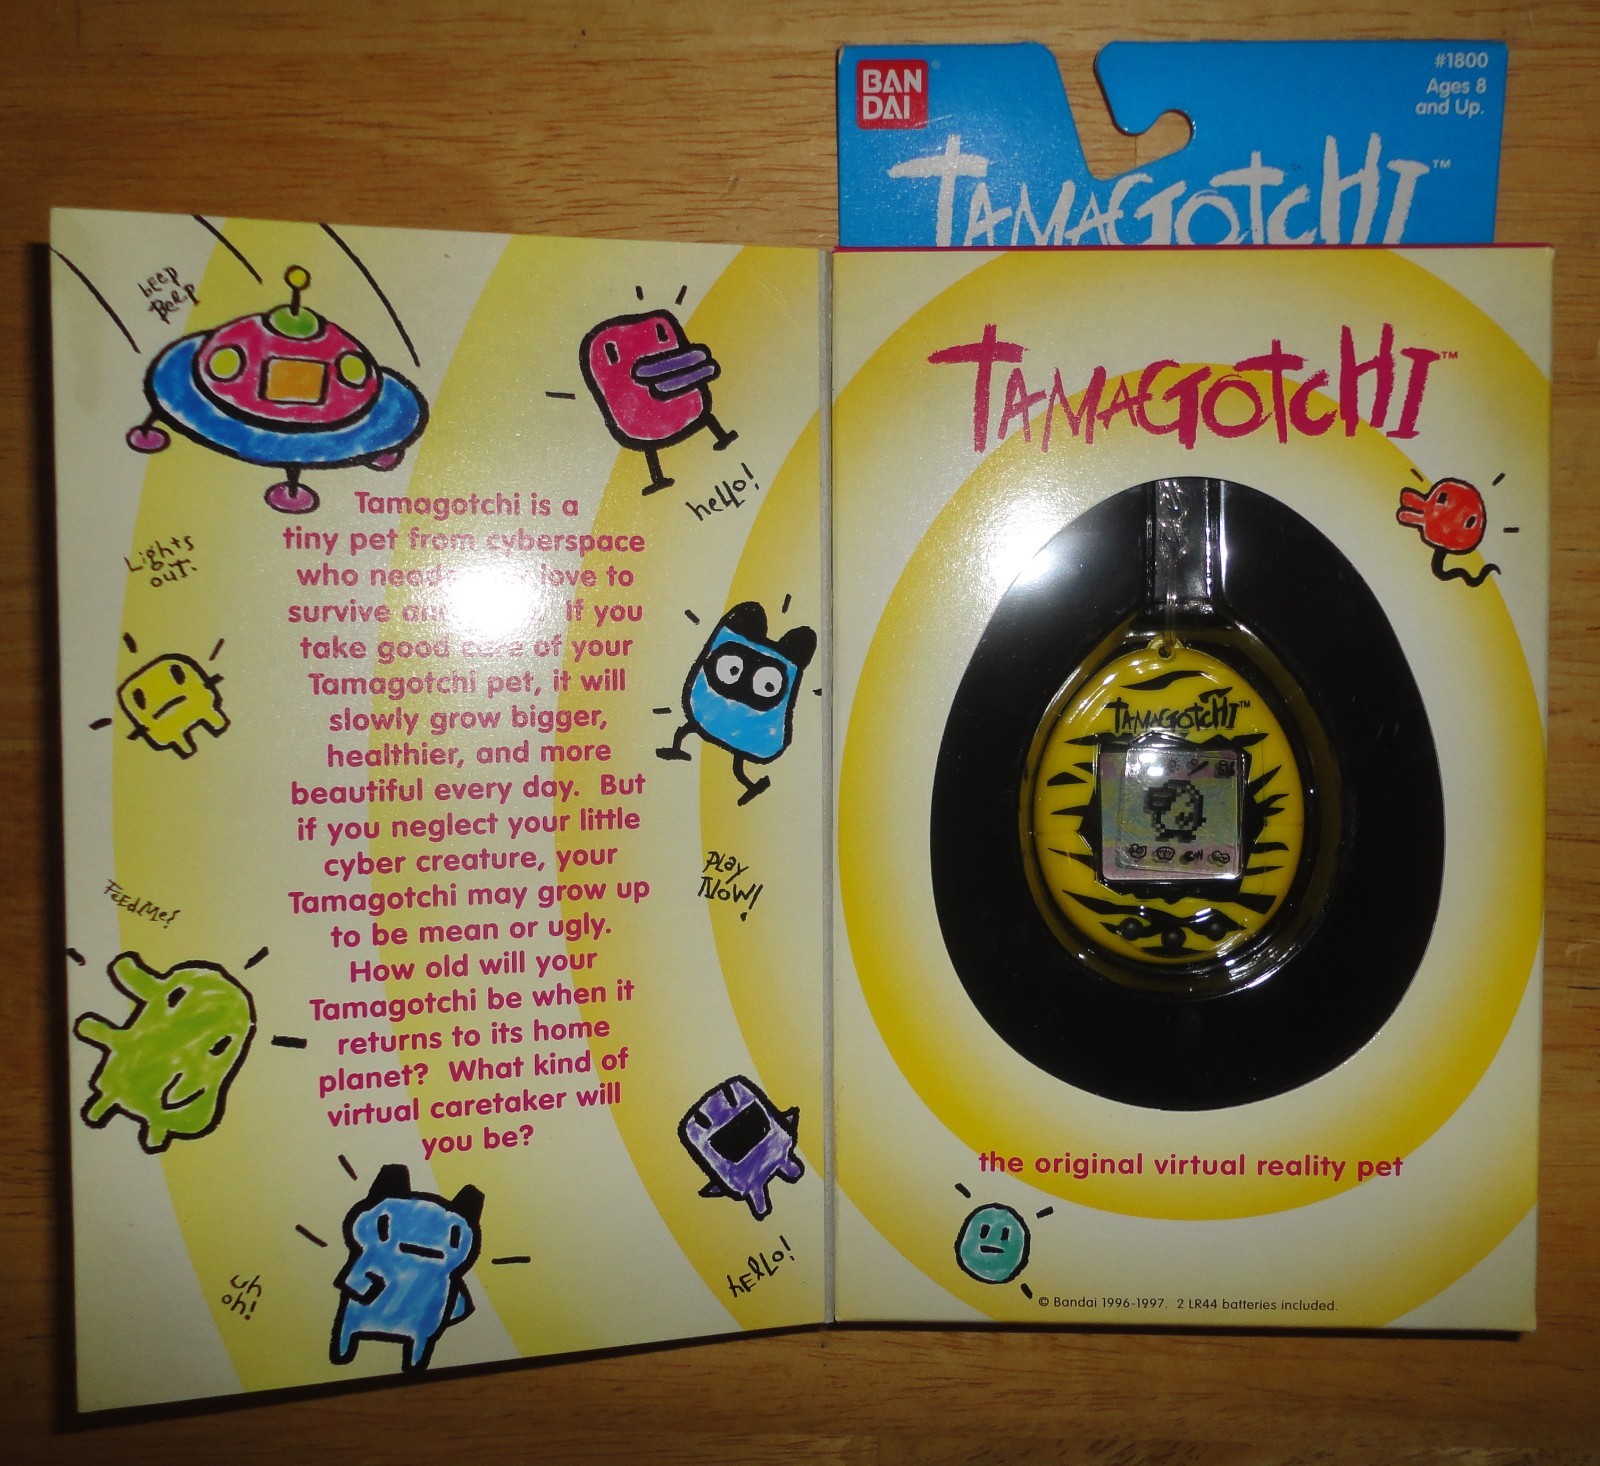 BAN
DAI
#1800
Ages 8
and Up.
TAMAGOTCHI™
beep
Beep
hello!
Lights
out!
Tamagotchi is a
tiny pet from cyberspace
who needs love to
survive If you
take good care of your
Tamagotchi pet, it will
slowly grow bigger,
healthier, and more
beautiful every day. But
if you neglect your little
cyber creature, your
Tamagotchi may grow up
to be mean or ugly.
How old will your
Tamagotchi be when it
returns to its home
planet? What kind of
virtual caretaker will
you be?
Play
Now!
Feed Me!
uh
oh!
hello!
TAMAGOTCHI™
TAMAGOTCHI™
the original virtual reality pet
© Bandai 1996-1997. 2 LR44 batteries included.